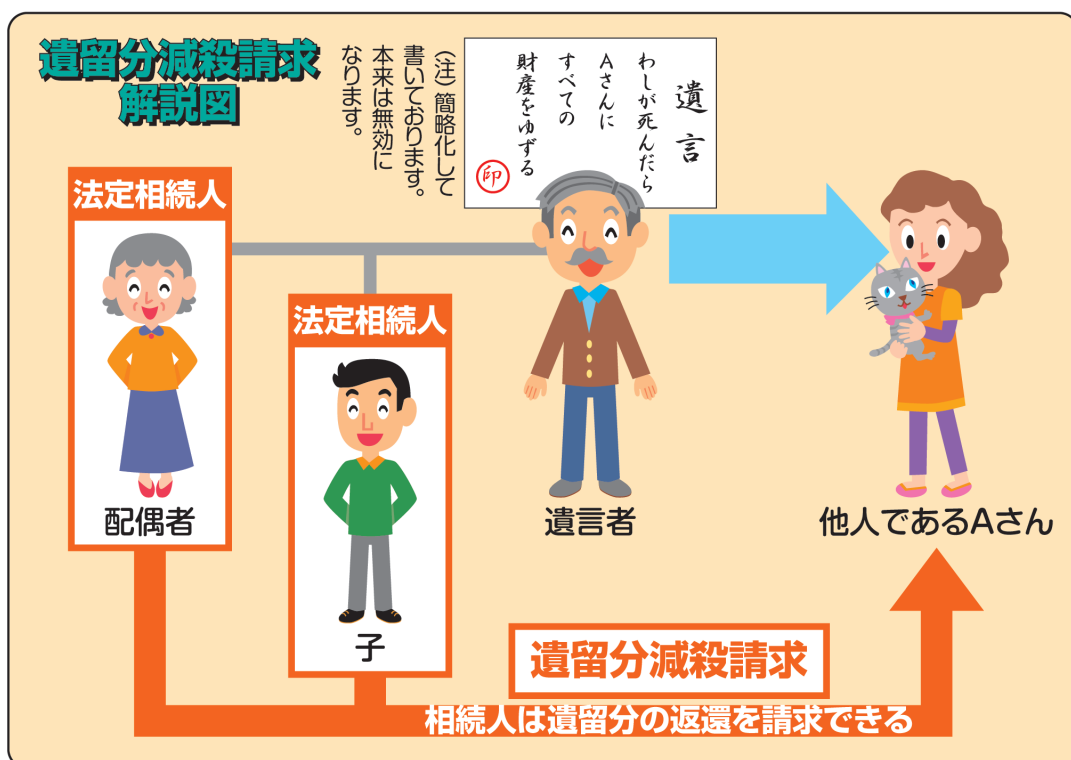 遺留分減殺請求
解説図
(注)簡略化して
書いております。
本来は無効に
なります。
遺言
わしが死んだら
Aさんに
すべての
財産をゆずる
印
法定相続人
配偶者
法定相続人
子
遺言者
他人であるAさん
遺留分減殺請求
相続人は遺留分の返還を請求できる